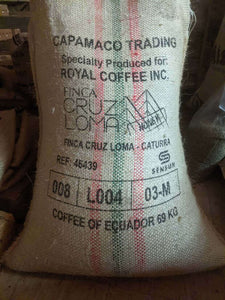 CAPAMACO TRADING
Specialty Produced for:
ROYAL COFFEE INC.
FINCA
CRUZ
LOMA
FINCA CRUZ LOMA - CATURRA
REF: 46439
SENSUM
008 L004 03-M
COFFEE OF ECUADOR 69 KG